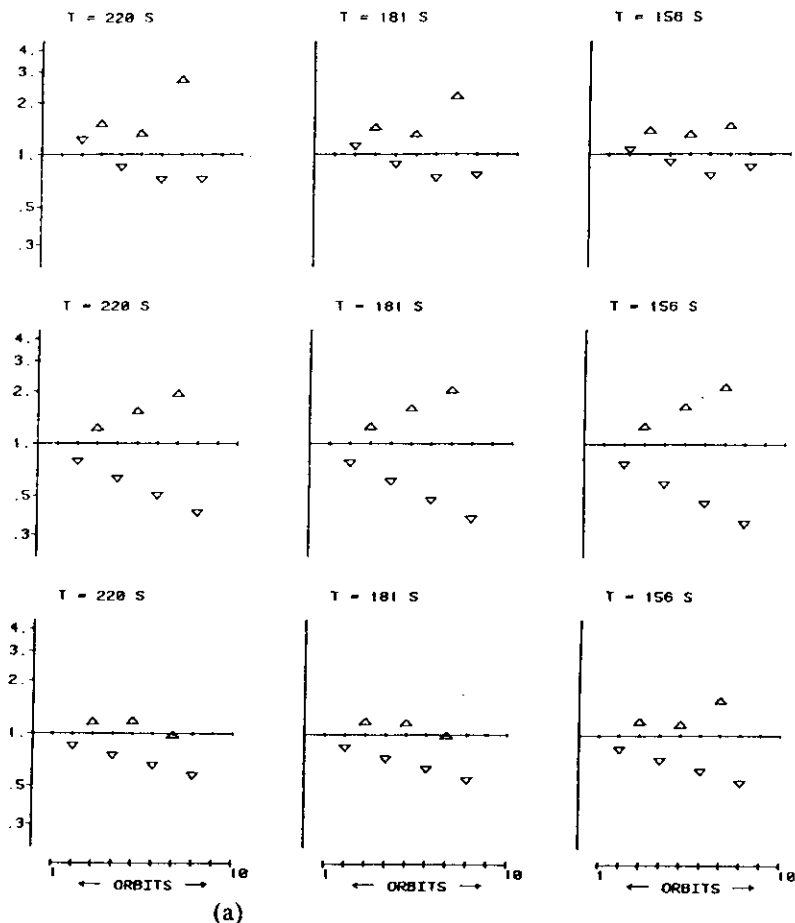 T = 220 S
T = 181 S
T = 156 S
4.
3.
2.
1.
.5
.3
T = 220 S
T = 181 S
T = 156 S
4.
3.
2.
1.
.5
.3
T = 220 S
T = 181 S
T = 156 S
4.
3.
2.
1.
.5
.3
1 10
← ORBITS →
1 10
← ORBITS →
1 10
← ORBITS →
(a)